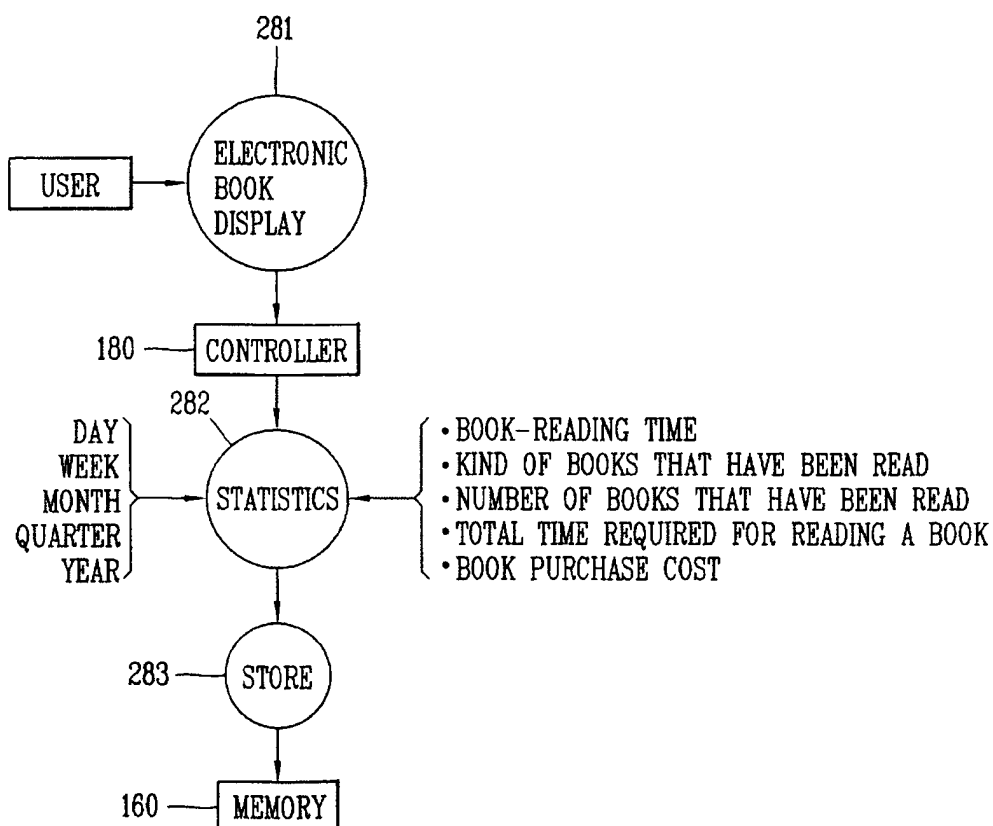 281
USER
ELECTRONIC
BOOK
DISPLAY
180
CONTROLLER
282
STATISTICS
DAY
WEEK
MONTH
QUARTER
YEAR
•BOOK-READING TIME
•KIND OF BOOKS THAT HAVE BEEN READ
•NUMBER OF BOOKS THAT HAVE BEEN READ
•TOTAL TIME REQUIRED FOR READING A BOOK
•BOOK PURCHASE COST
283
STORE
160
MEMORY